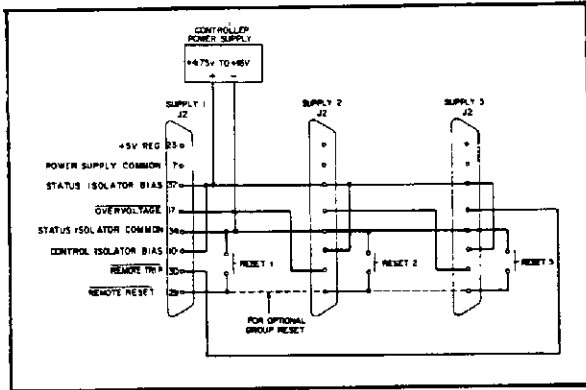 CONTROLLER
POWER SUPPLY
+4.75V TO +16V
+ −
SUPPLY 1
J2
SUPPLY 2
J2
SUPPLY 3
J2
+5V REG 23
POWER SUPPLY COMMON 7
STATUS ISOLATOR BIAS 37
OVERVOLTAGE 17
STATUS ISOLATOR COMMON 34
CONTROL ISOLATOR BIAS 10
REMOTE TRIP 30
REMOTE RESET 29
RESET 1
RESET 2
RESET 3
FOR OPTIONAL
GROUP RESET